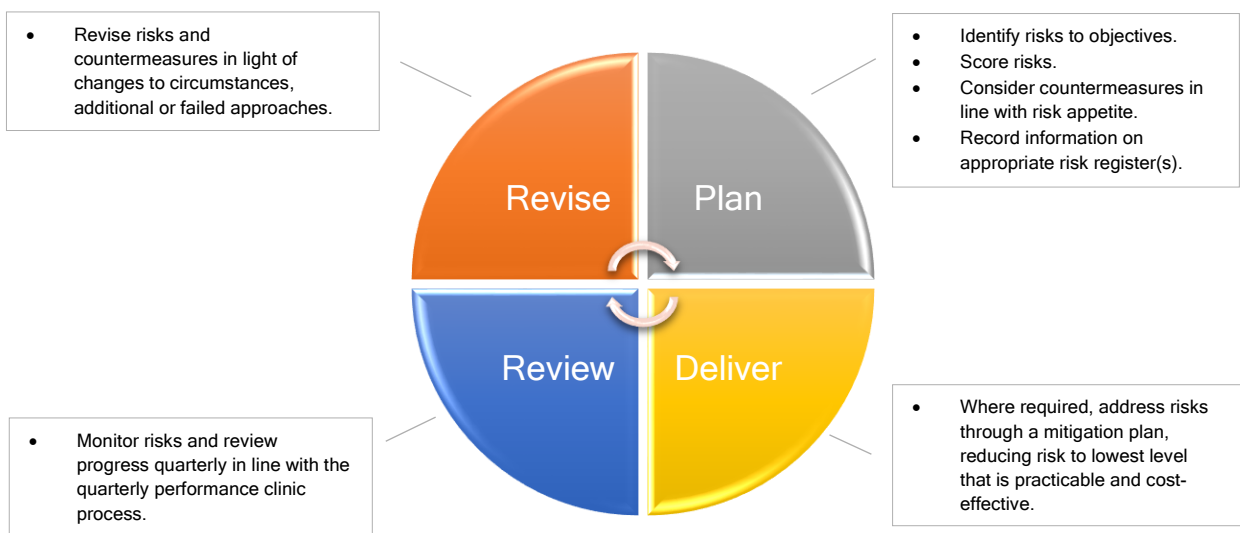 • Revise risks and
countermeasures in light of
changes to circumstances,
additional or failed approaches.
• Identify risks to objectives.
• Score risks.
• Consider countermeasures in
line with risk appetite.
• Record information on
appropriate risk register(s).
Revise
Plan
Review
Deliver
• Monitor risks and review
progress quarterly in line with the
quarterly performance clinic
process.
• Where required, address risks
through a mitigation plan,
reducing risk to lowest level
that is practicable and cost-
effective.